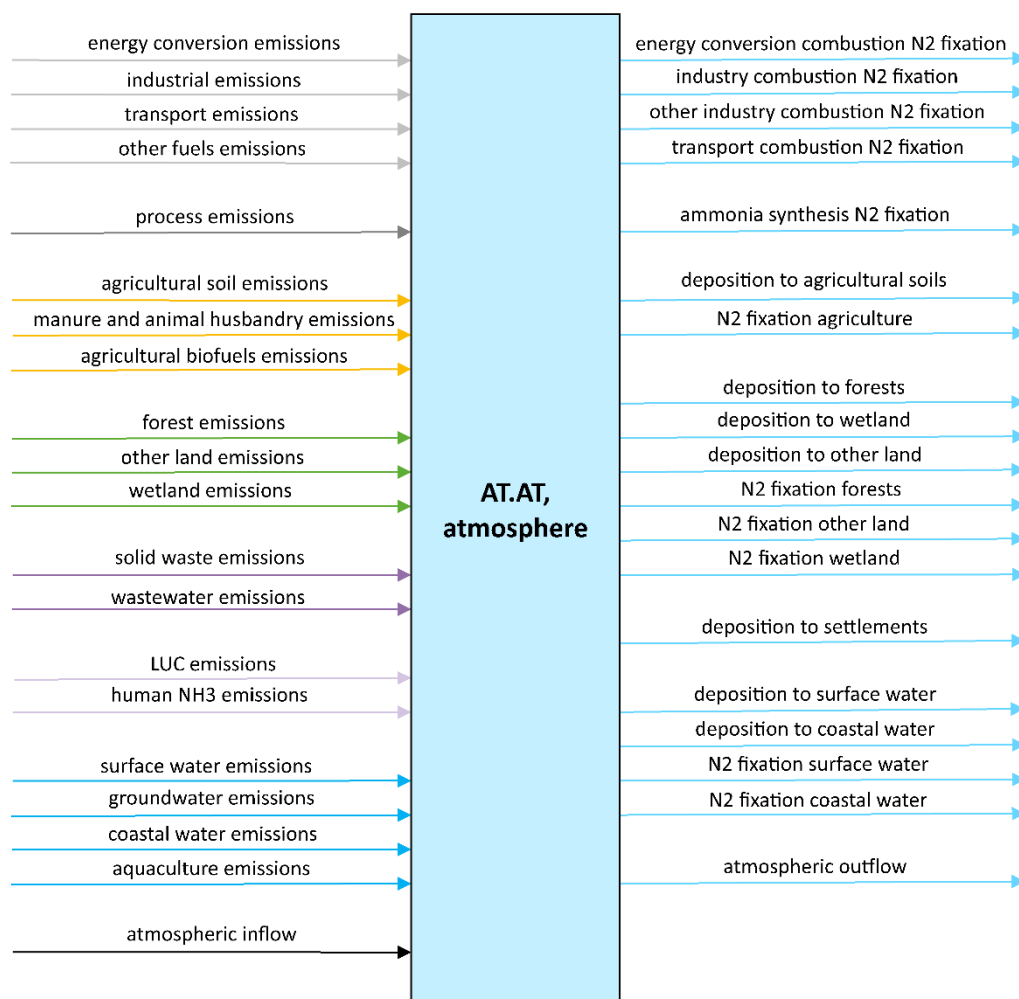 energy conversion emissions
industrial emissions
transport emissions
other fuels emissions
process emissions
agricultural soil emissions
manure and animal husbandry emissions
agricultural biofuels emissions
forest emissions
other land emissions
wetland emissions
solid waste emissions
wastewater emissions
LUC emissions
human NH3 emissions
surface water emissions
groundwater emissions
coastal water emissions
aquaculture emissions
atmospheric inflow
AT.AT,
atmosphere
energy conversion combustion N2 fixation
industry combustion N2 fixation
other industry combustion N2 fixation
transport combustion N2 fixation
ammonia synthesis N2 fixation
deposition to agricultural soils
N2 fixation agriculture
deposition to forests
deposition to wetland
deposition to other land
N2 fixation forests
N2 fixation other land
N2 fixation wetland
deposition to settlements
deposition to surface water
deposition to coastal water
N2 fixation surface water
N2 fixation coastal water
atmospheric outflow